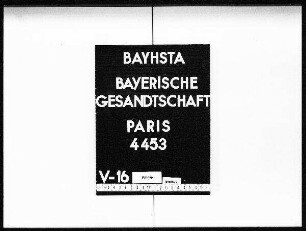 BAYHSTA
BAYERISCHE
GESANDTSCHAFT
PARIS
4453
V-16